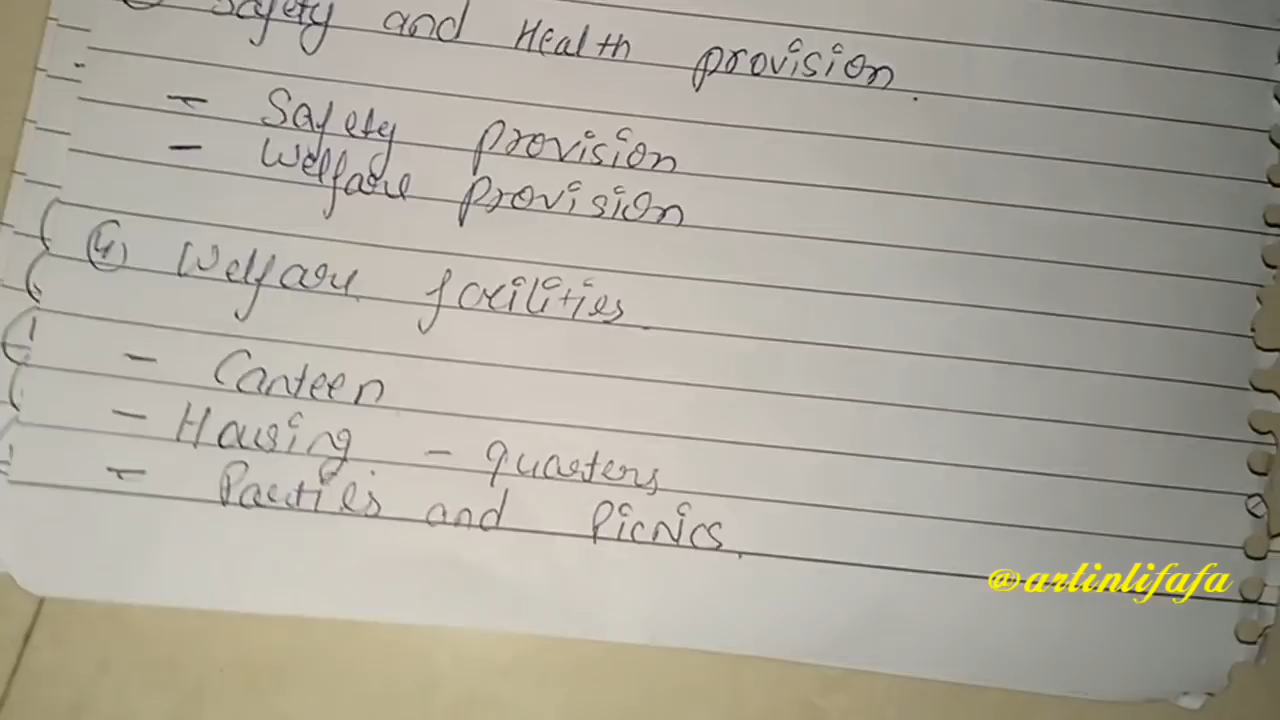 Safety and Health provision.
- Safety provision
- Welfare provision
(4) Welfare facilities.
- Canteen
- Housing - quarters
- Parties and Picnics.
@artinlifafa